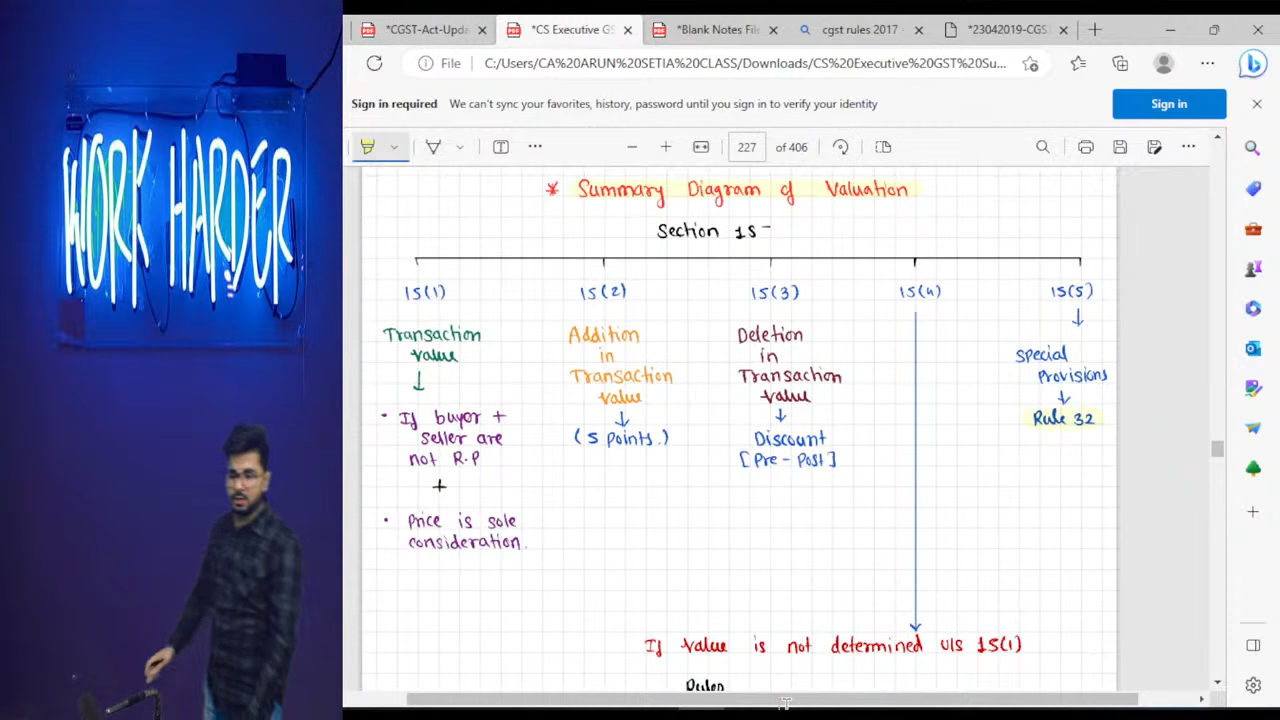 WORK HARDER
*CGST-Act-Upda
*CS Executive GS
*Blank Notes File
cgst rules 2017 -
*23042019-CGS
File
C:/Users/CA%20ARUN%20SETIA%20CLASS/Downloads/CS%20Executive%20GST%20Su...
Sign in required We can't sync your favorites, history, password until you sign in to verify your identity
Sign in
227 of 406
* Summary Diagram of Valuation
Section 15
15(1)
Transaction
value
• If buyer +
seller are
not R.P
+
• Price is sole
consideration.
15(2)
Addition
in
Transaction
value
(5 Points.)
15(3)
Deletion
in
Transaction
value
Discount
[Pre - Post]
15(4)
15(5)
Special
Provisions
Rule 32
If value is not determined U/S 15(1)
Rules